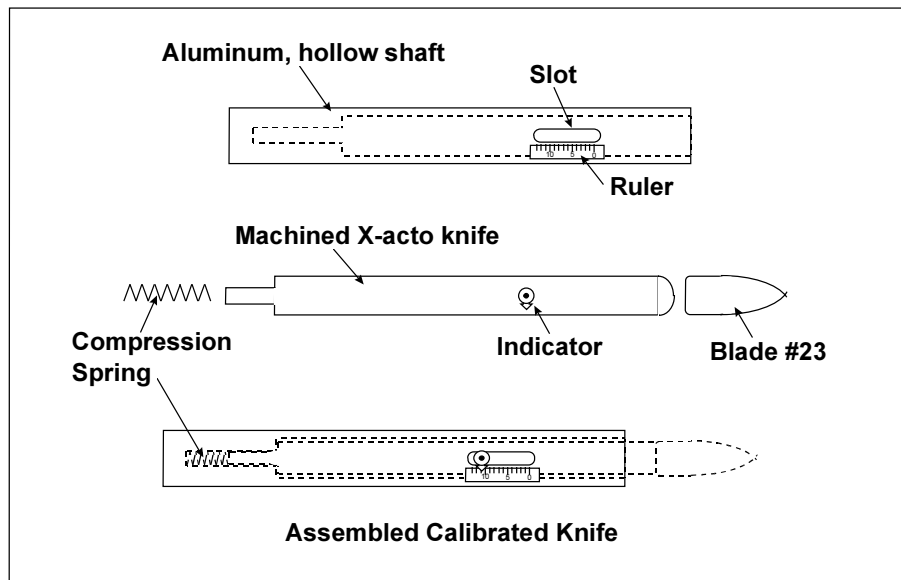 Aluminum, hollow shaft
Slot
10 5 0
Ruler
Machined X-acto knife
Compression
Spring
Indicator
Blade #23
10 5 0
Assembled Calibrated Knife